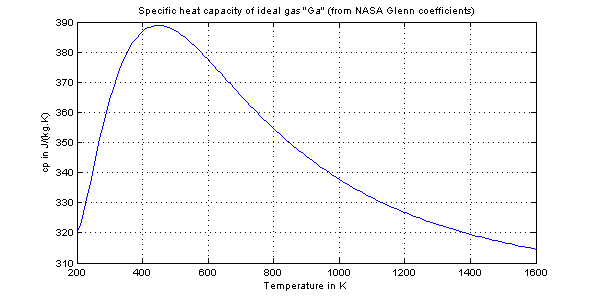 Specific heat capacity of ideal gas "Ga" (from NASA Glenn coefficients)
390
380
370
360
350
340
330
320
310
cp in J/(kg.K)
200 400 600 800 1000 1200 1400 1600
Temperature in K